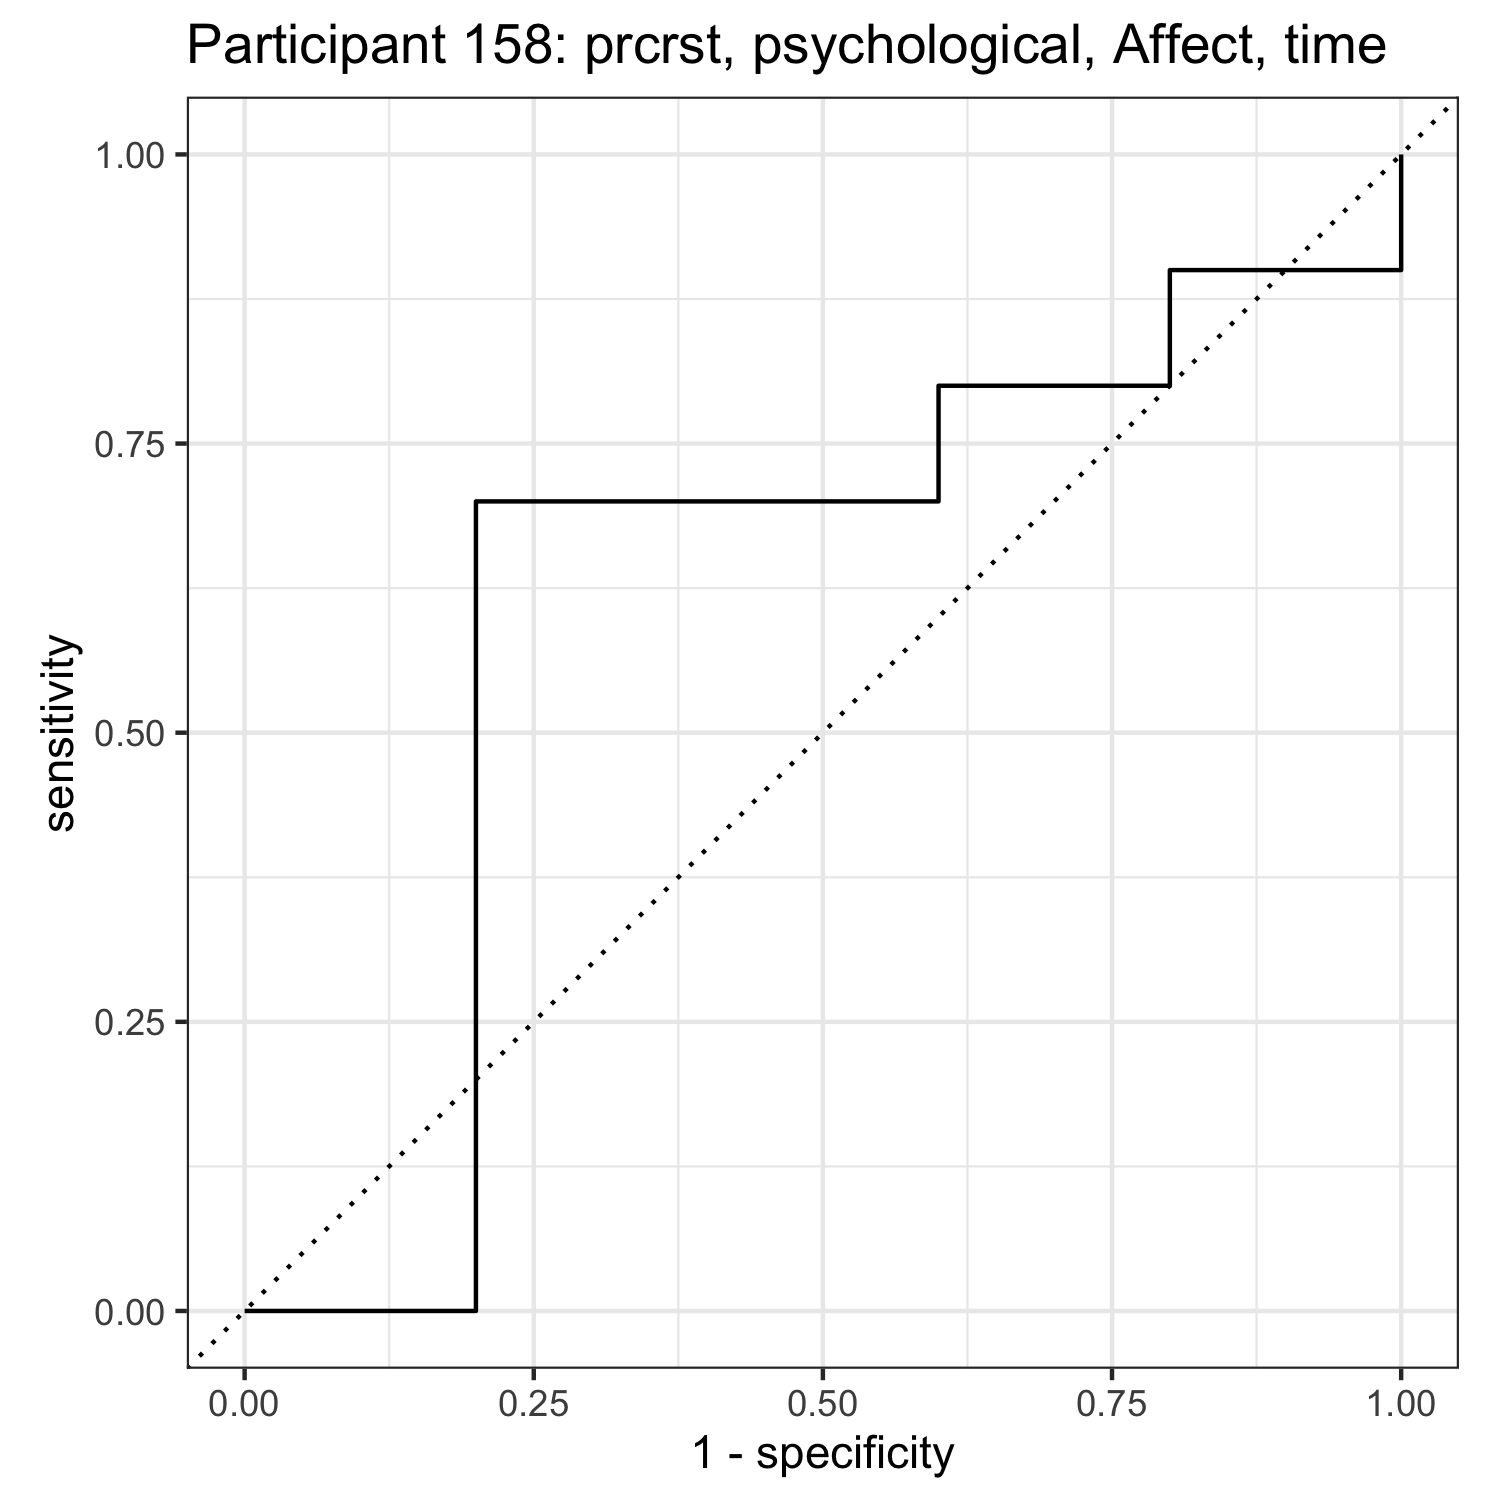 Participant 158: prcrst, psychological, Affect, time
1.00
0.75
0.50
0.25
0.00
sensitivity
0.00 0.25 0.50 0.75 1.00
1 - specificity